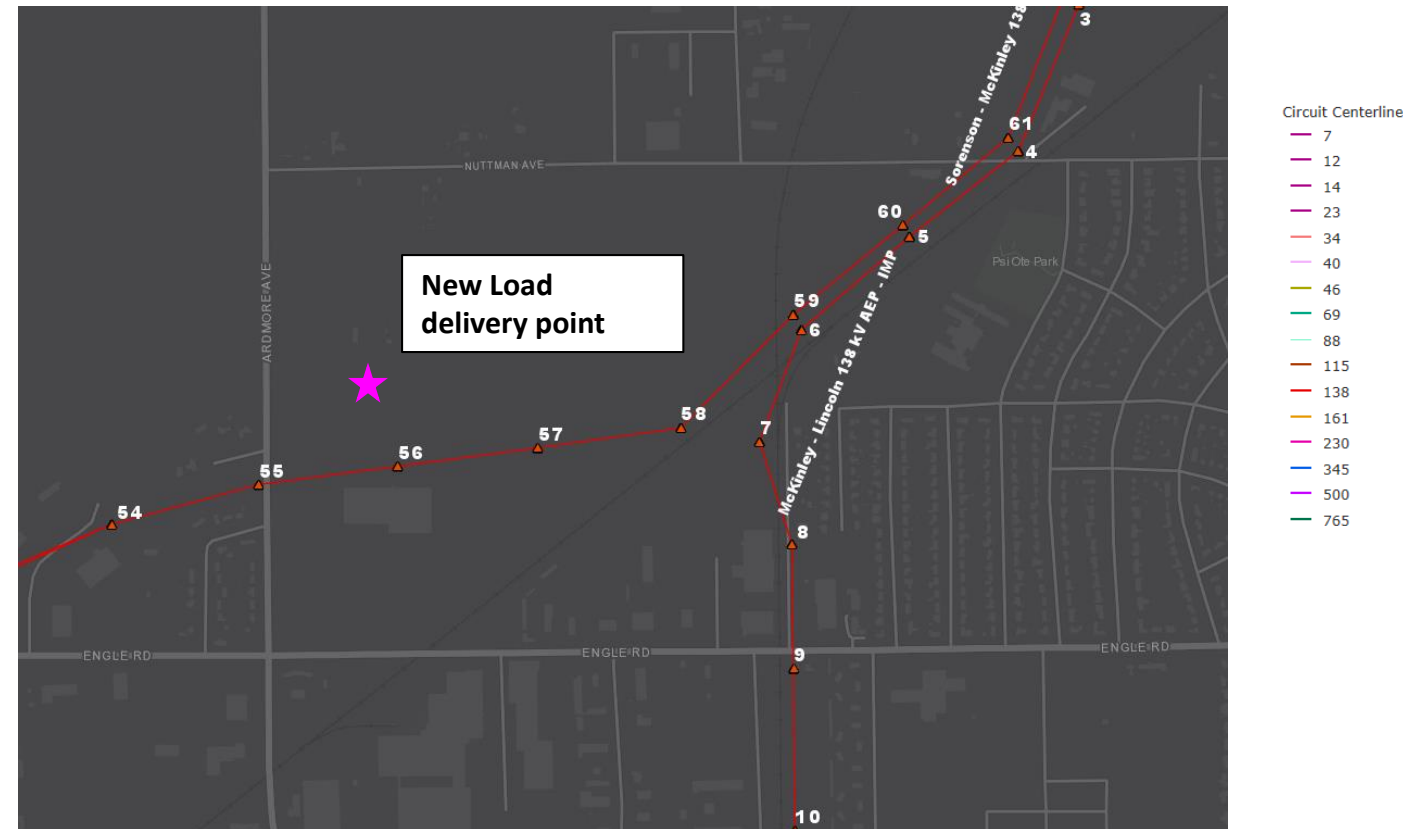 3
Sorenson - McKinley 138
61
4
NUTTMAN AVE
60
5
Psi Ote Park
ARDMORE AVE
New Load
delivery point
59
6
McKinley - Lincoln 138 kV AEP - IMP
58
7
57
56
55
54
8
ENGLE RD
ENGLE RD
ENGLE RD
9
10
Circuit Centerline
7
12
14
23
34
40
46
69
88
115
138
161
230
345
500
765